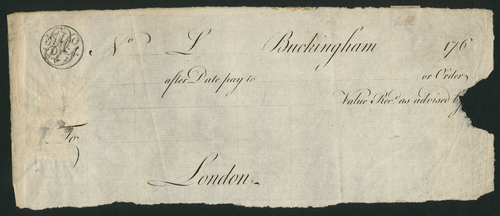 No L Buckingham 176
after Date pay to or Order
Value Recd. as advised by
To
London